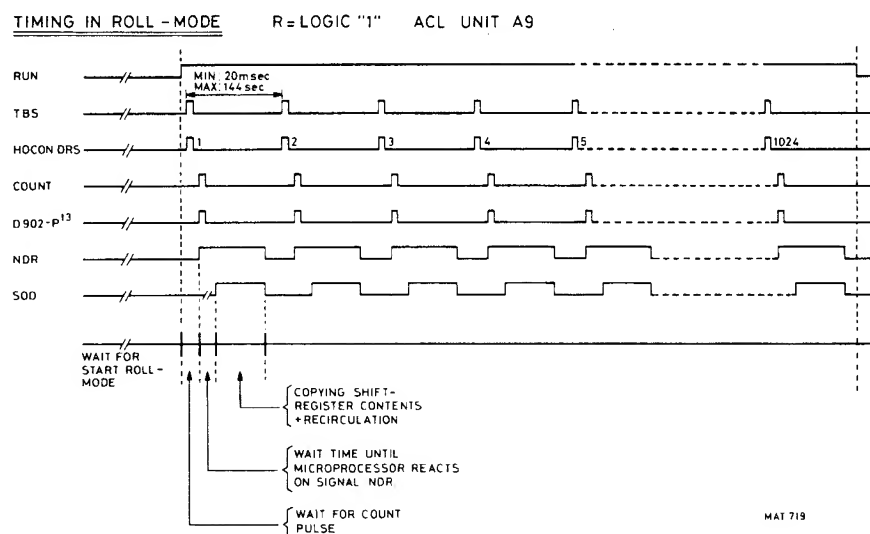 TIMING IN ROLL-MODE R=LOGIC "1" ACL UNIT A9
RUN
MIN: 20msec
MAX: 144sec
TBS
HOCON DRS 1 2 3 4 5 1024
COUNT
D902-P13
NDR
SOD
WAIT FOR
START ROLL-
MODE
COPYING SHIFT-
REGISTER CONTENTS
+RECIRCULATION
WAIT TIME UNTIL
MICROPROCESSOR REACTS
ON SIGNAL NDR.
WAIT FOR COUNT
PULSE
MAT 719